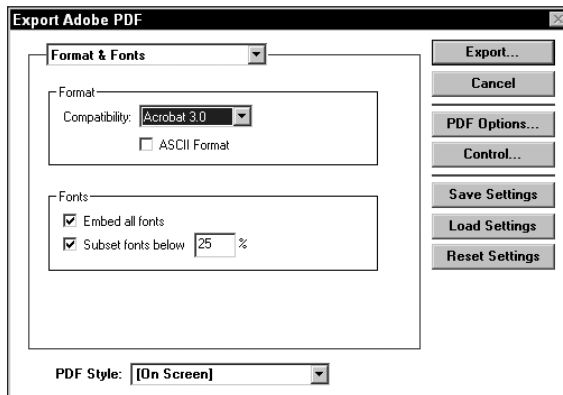 Export Adobe PDF
Format & Fonts
Format
Compatibility: Acrobat 3.0
ASCII Format
Fonts
Embed all fonts
Subset fonts below 25 %
PDF Style: [On Screen]
Export...
Cancel
PDF Options...
Control...
Save Settings
Load Settings
Reset Settings